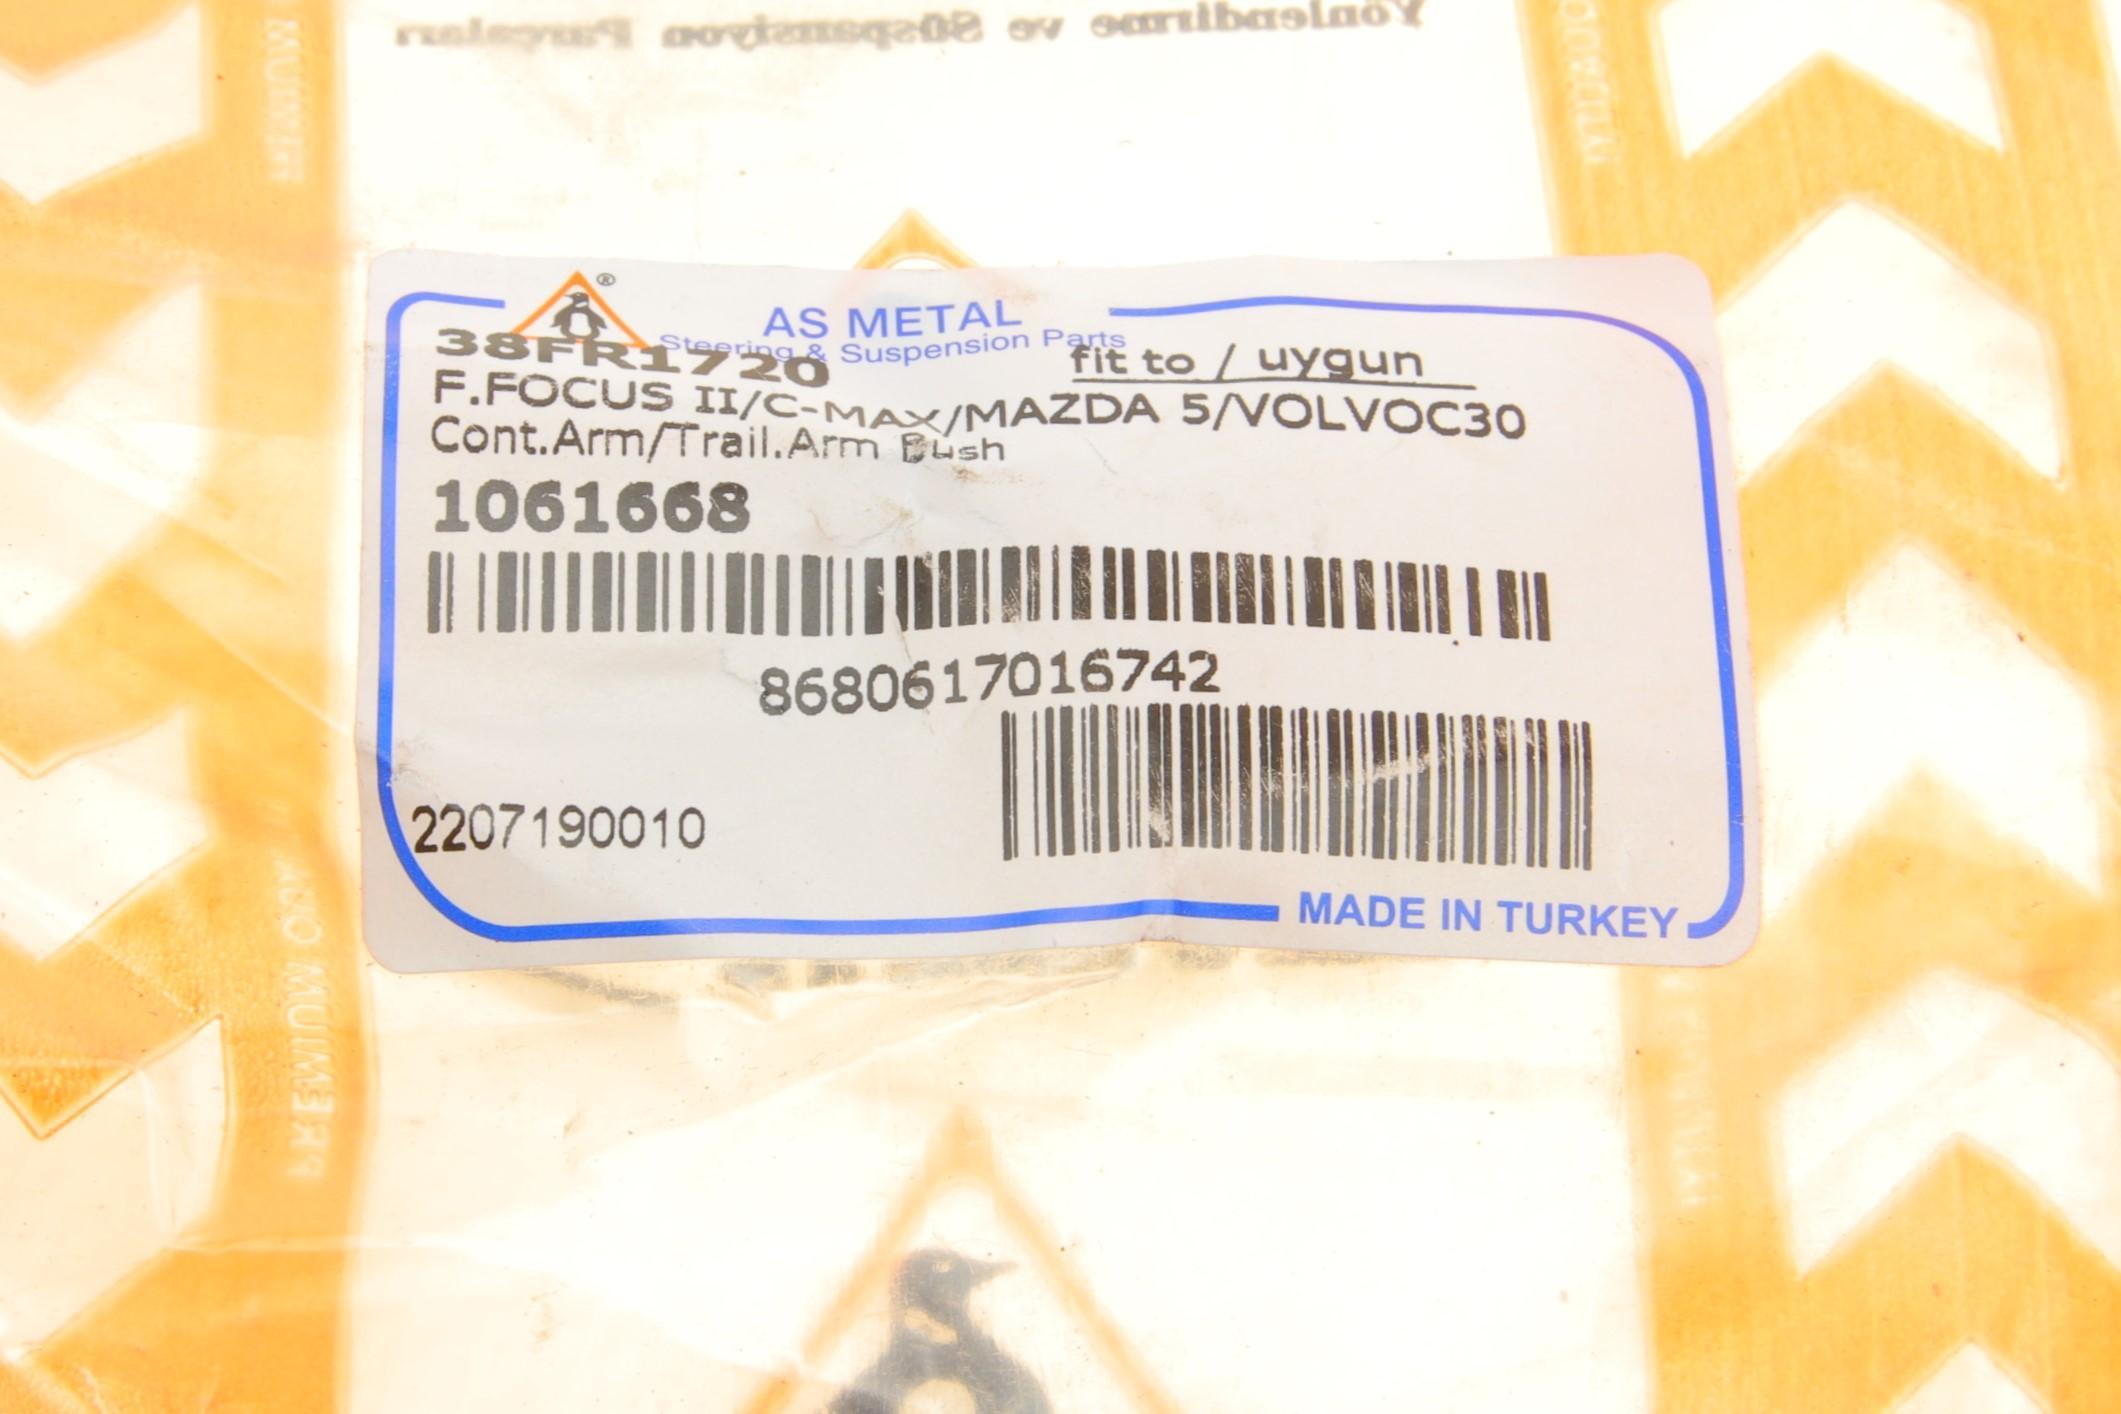 Yönlendirme ve Süspansiyon Parçaları
®
AS METAL
Steering & Suspension Parts
38FR1720
fit to / uygun
F.FOCUS II/C-MAX/MAZDA 5/VOLVOC30
Cont.Arm/Trail.Arm Bush
1061668
8680617016742
2207190010
MADE IN TURKEY
PREMIUM